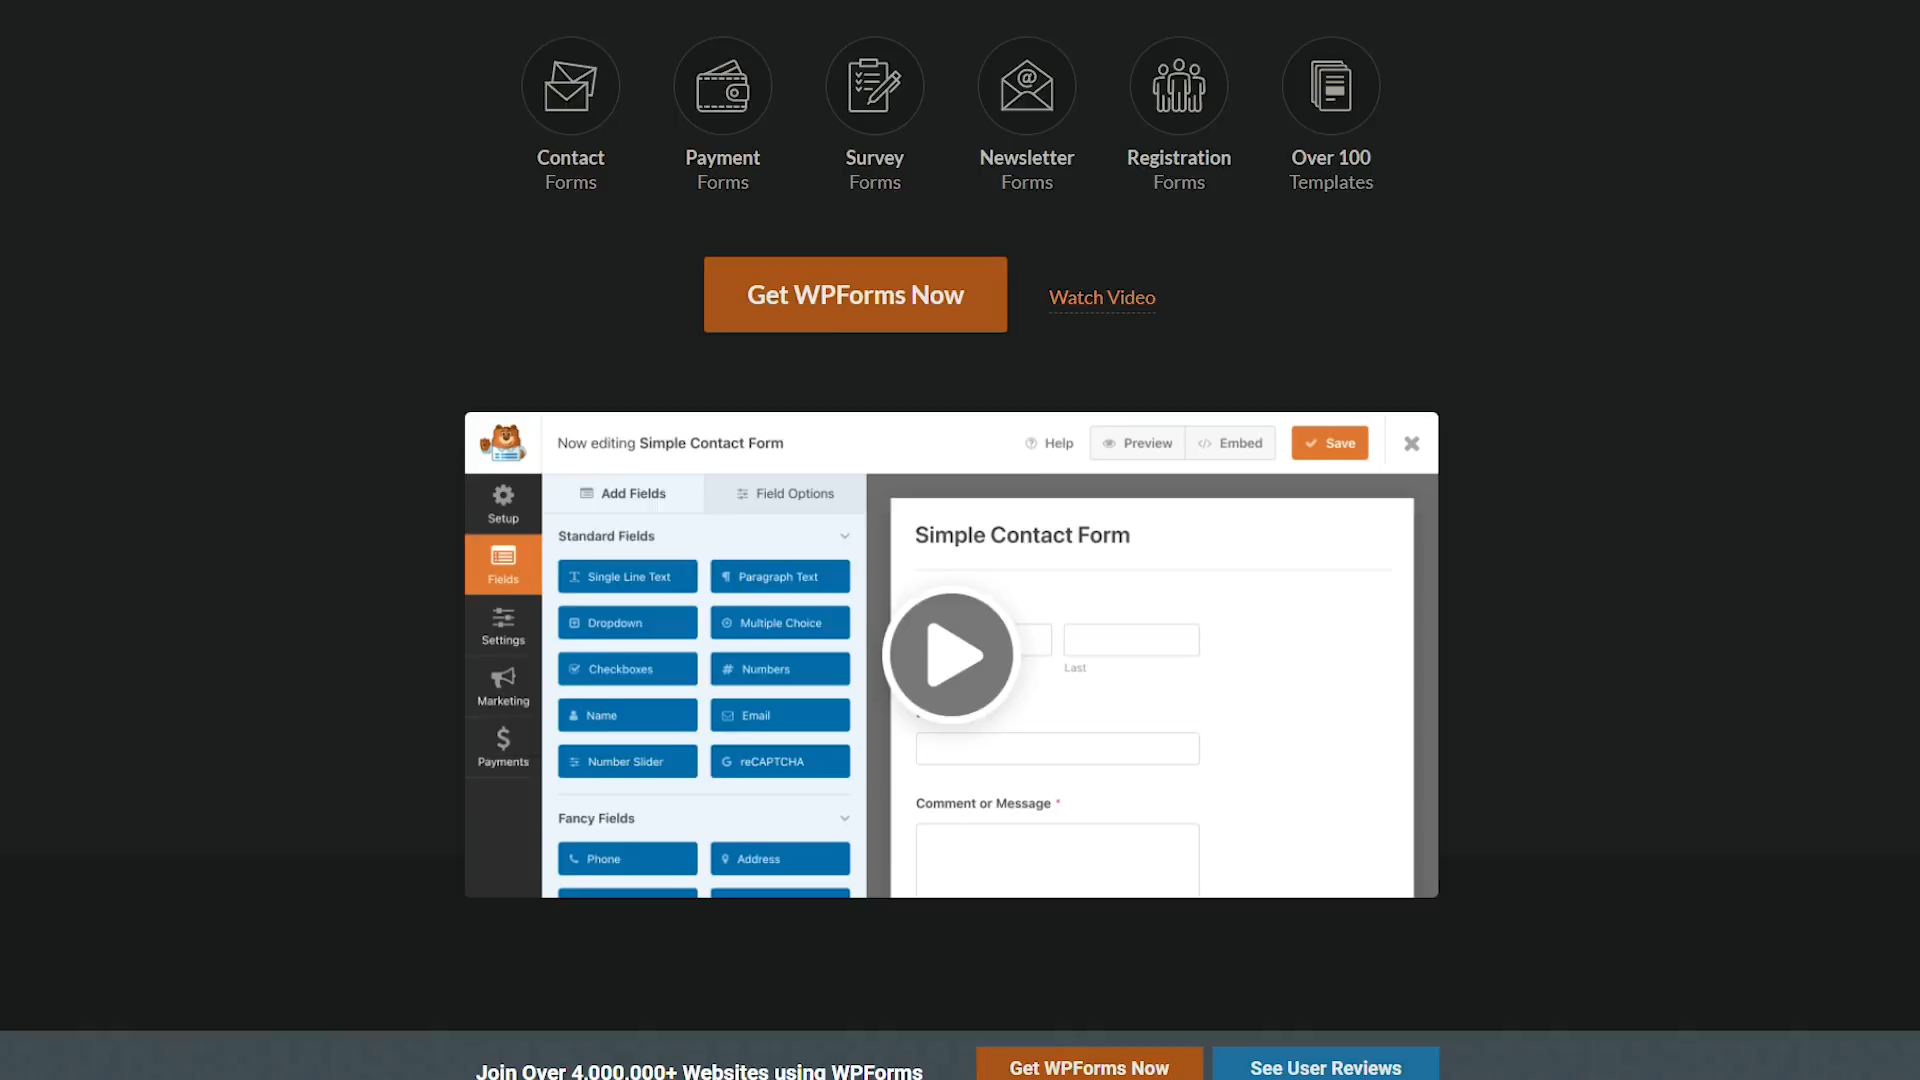 Contact
Forms
Payment
Forms
Survey
Forms
Newsletter
Forms
Registration
Forms
Over 100
Templates
Get WPForms Now
Watch Video
Now editing Simple Contact Form
Help
Preview
Embed
Save
Setup
Fields
Settings
Marketing
Payments
Add Fields
Field Options
Standard Fields
Single Line Text
Paragraph Text
Dropdown
Multiple Choice
Checkboxes
# Numbers
Name
Email
Number Slider
G reCAPTCHA
Fancy Fields
Phone
Address
Simple Contact Form
Last
Comment or Message *
Join Over 4,000,000+ Websites using WPForms
Get WPForms Now
See User Reviews